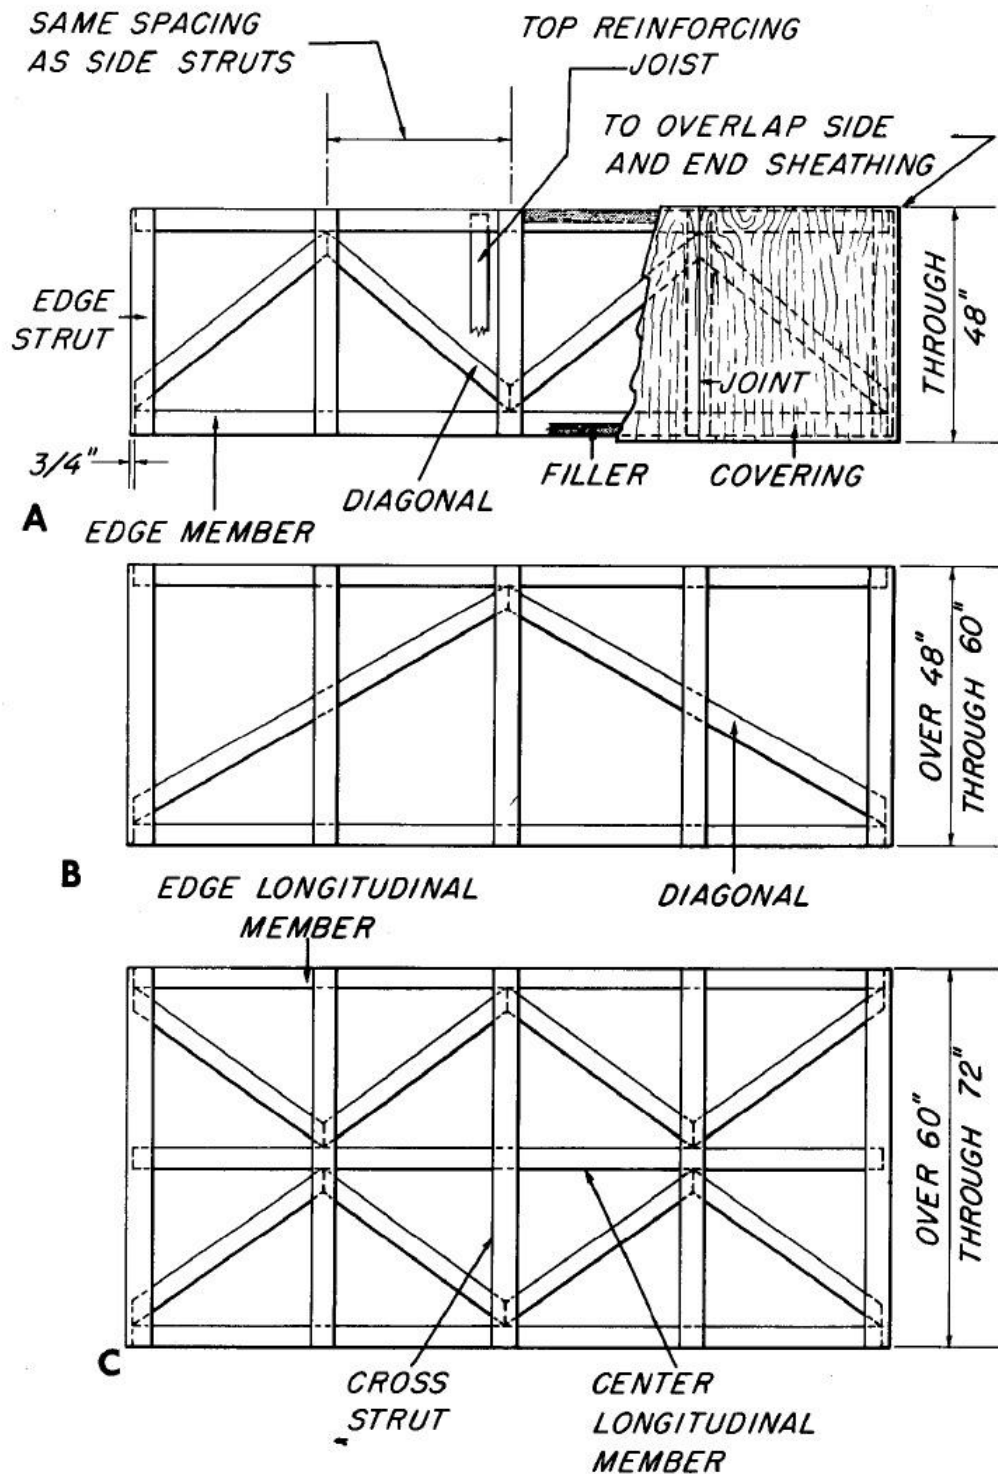 SAME SPACING
AS SIDE STRUTS
TOP REINFORCING
JOIST
TO OVERLAP SIDE
AND END SHEATHING
EDGE
STRUT
THROUGH
48"
JOINT
3/4"
DIAGONAL
FILLER
COVERING
A
EDGE MEMBER
OVER 48"
THROUGH 60"
B
EDGE LONGITUDINAL
MEMBER
DIAGONAL
OVER 60"
THROUGH 72"
C
CROSS
STRUT
CENTER
LONGITUDINAL
MEMBER